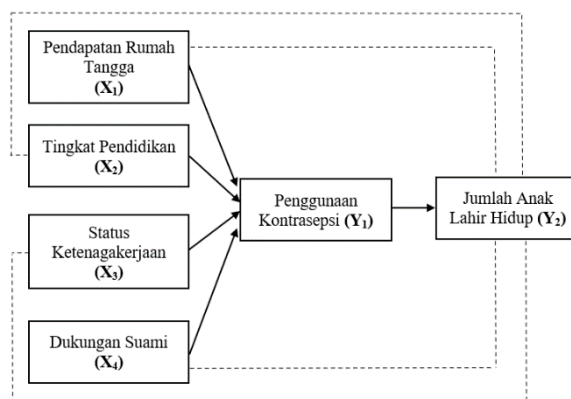 Pendapatan Rumah
Tangga
(X₁)
Tingkat Pendidikan
(X₂)
Status
Ketenagakerjaan
(X₃)
Dukungan Suami
(X₄)
Penggunaan
Kontrasepsi (Y₁)
Jumlah Anak
Lahir Hidup (Y₂)